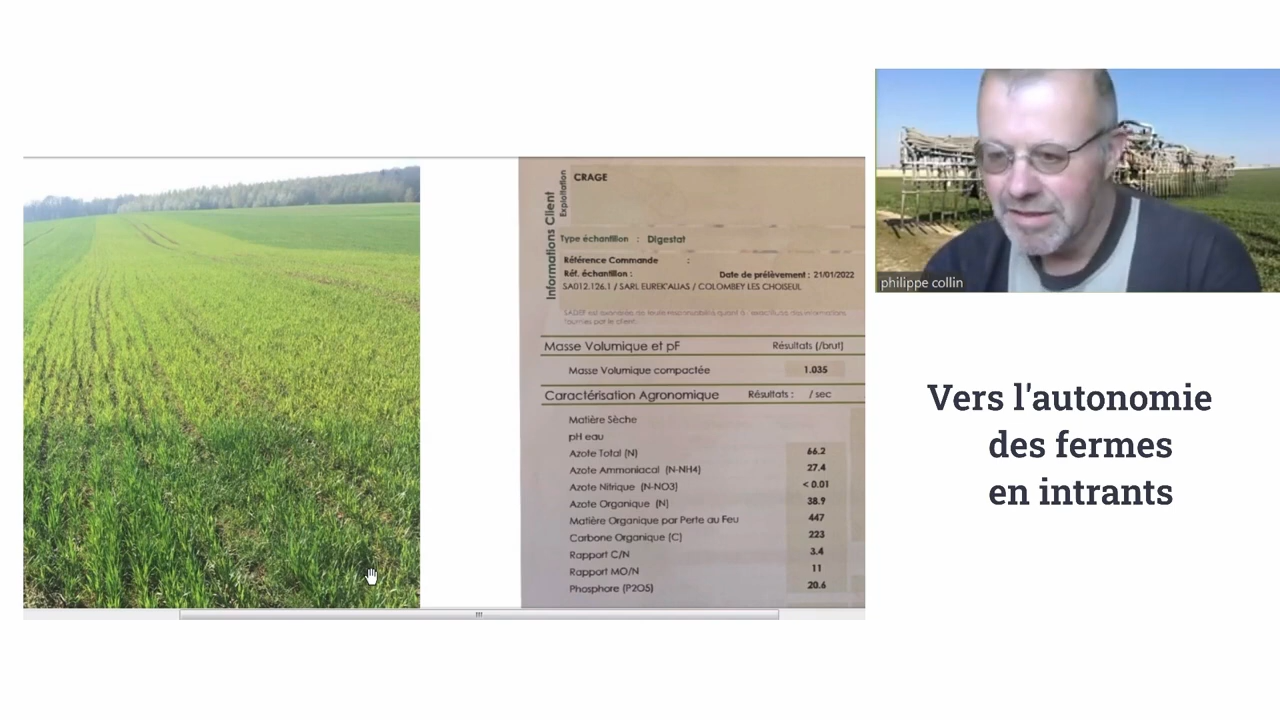 CRAGE
Informations Client
Exploitation
Type échantillon : Digestat
Référence Commande :
Réf. échantillon : Date de prélèvement : 21/01/2022
SA012.126.1 / SARL EUREK'ALIAS / COLOMBEY LES CHOISEUL
Masse Volumique et pF Résultats (/brut)
Masse Volumique compactée 1.035
Caractérisation Agronomique Résultats : / sec
Matière Sèche
pH eau
Azote Total (N) 66.2
Azote Ammoniacal (N-NH4) 27.4
Azote Nitrique (N-NO3) < 0.01
Azote Organique (N) 38.9
Matière Organique par Perte au Feu 447
Carbone Organique (C) 223
Rapport C/N 3.4
Rapport MO/N 11
Phosphore (P2O5) 20.6
philippe collin
Vers l'autonomie
des fermes
en intrants